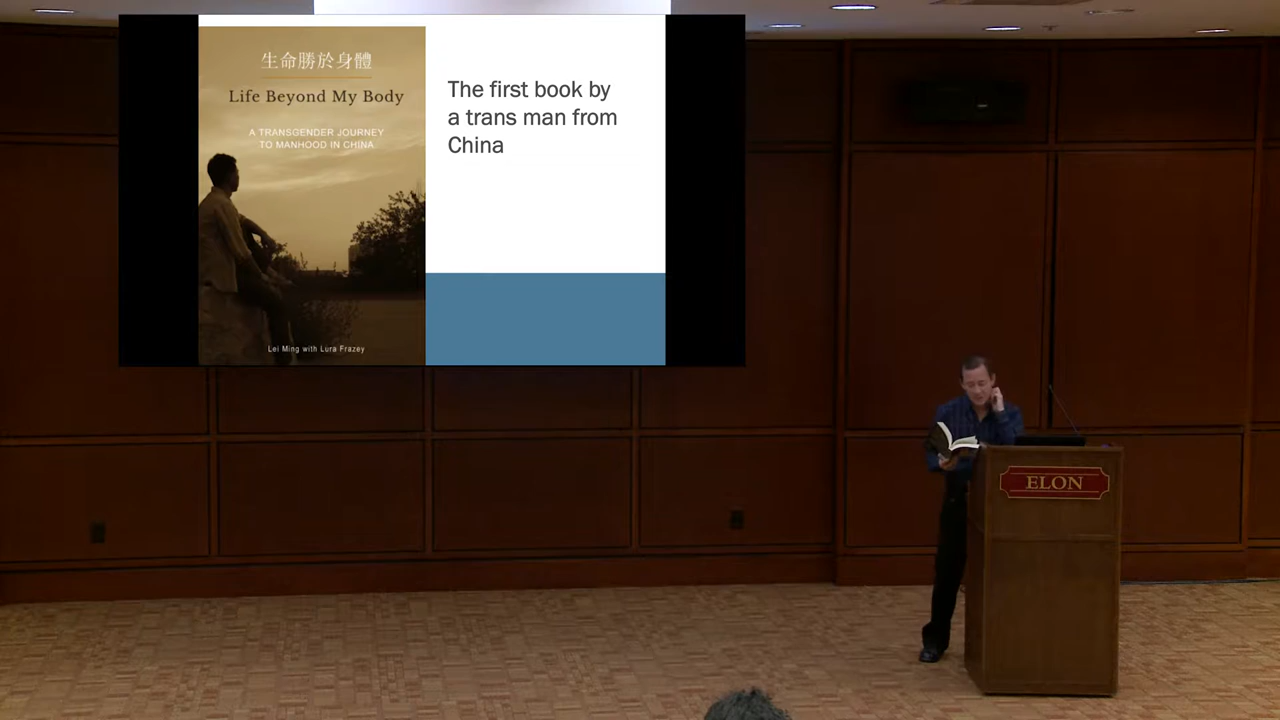 生命勝於身體
Life Beyond My Body
A TRANSGENDER JOURNEY
TO MANHOOD IN CHINA
Lei Ming with Lura Frazey
The first book by
a trans man from
China
ELON